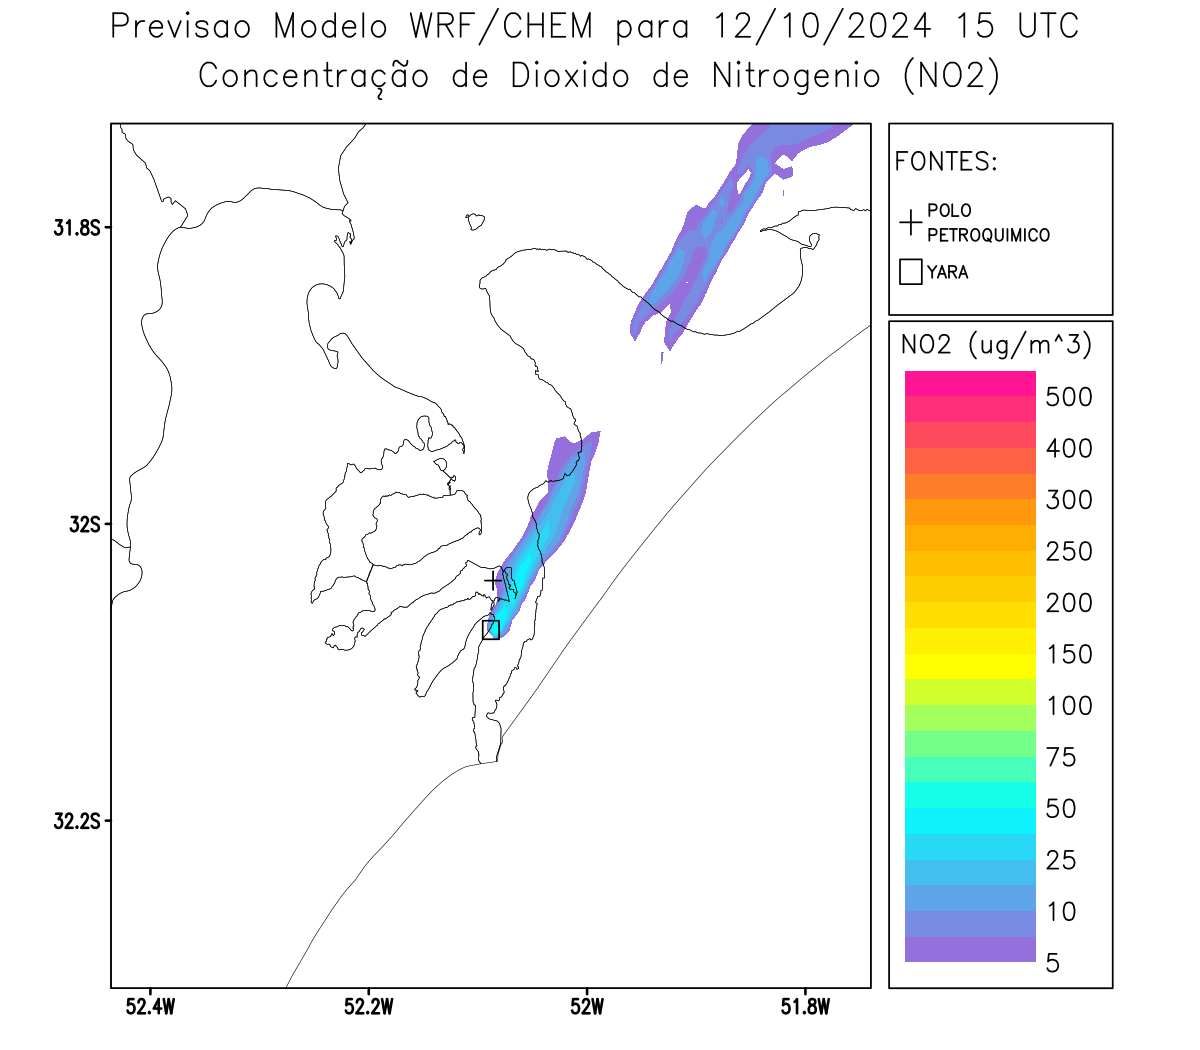 Previsao Modelo WRF/CHEM para 12/10/2024 15 UTC
Concentração de Dioxido de Nitrogenio (NO2)
FONTES:
POLO
PETROQUIMICO
YARA
31.8S
32S
32.2S
52.4W
52.2W
52W
51.8W
NO2 (ug/m^3)
500
400
300
250
200
150
100
75
50
25
10
5